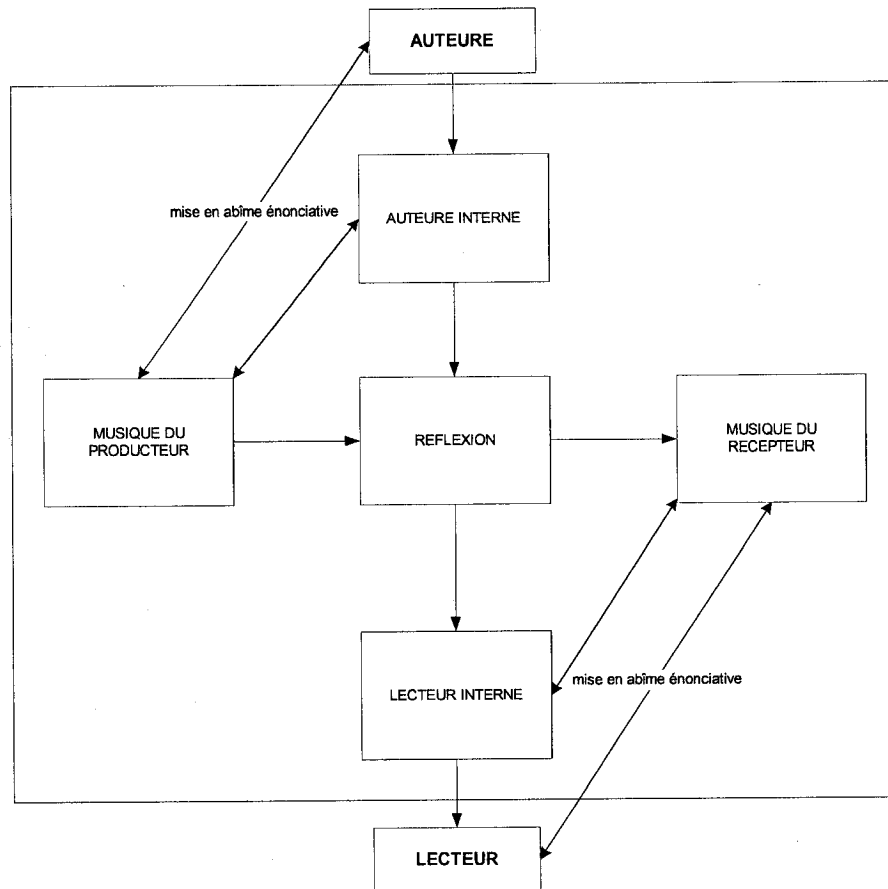 AUTEURE
mise en abîme énonciative
AUTEURE INTERNE
MUSIQUE DU
PRODUCTEUR
REFLEXION
MUSIQUE DU
RECEPTEUR
LECTEUR INTERNE
mise en abîme énonciative
LECTEUR